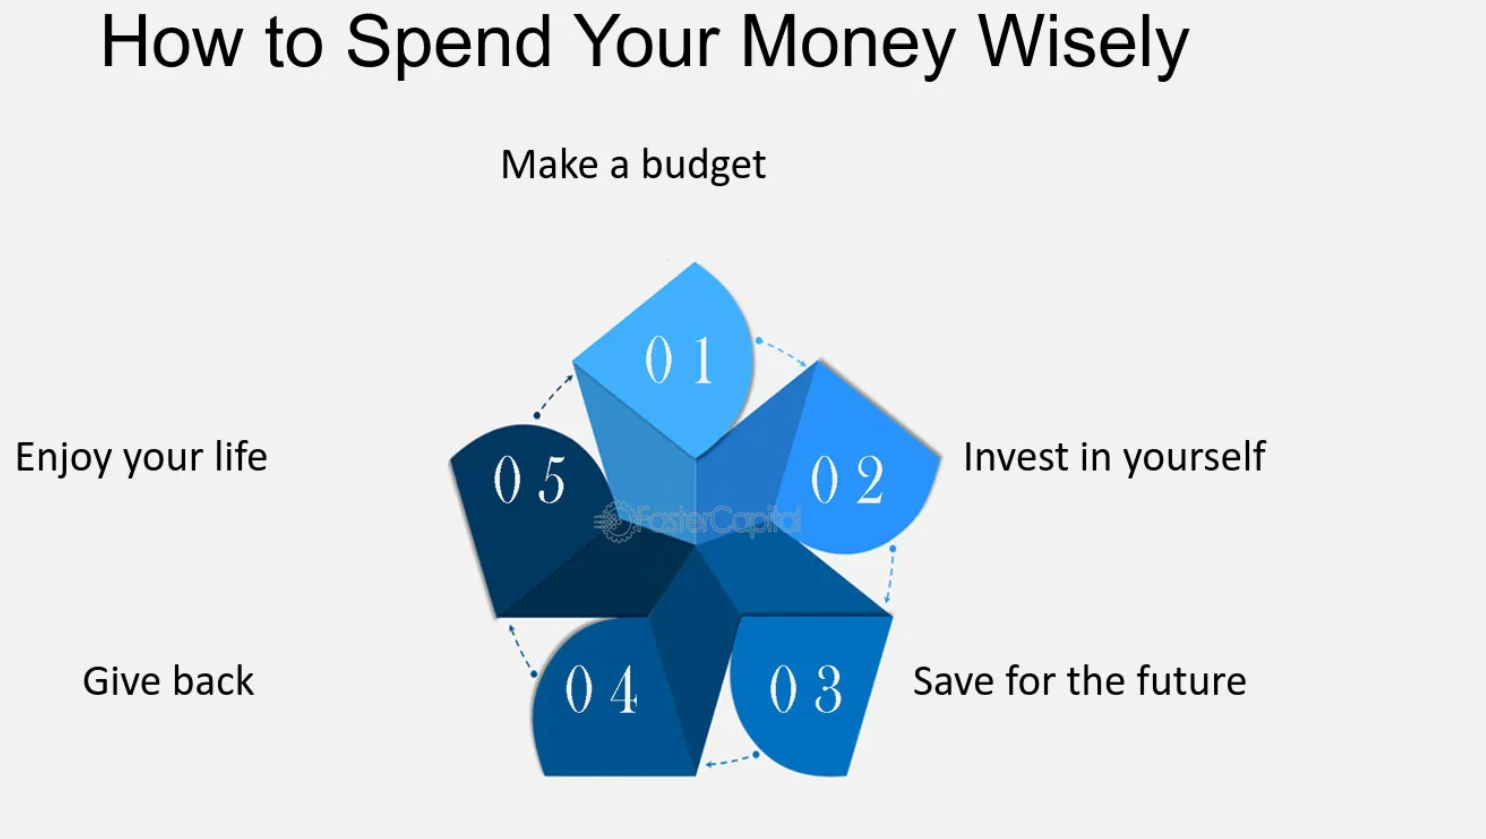 How to Spend Your Money Wisely
Make a budget
01
02
03
04
05
Enjoy your life
Invest in yourself
FasterCapital
Give back
Save for the future